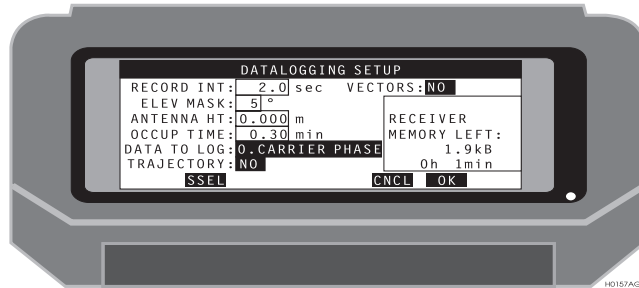 DATALOGGING SETUP
RECORD INT: 2.0 sec VECTORS: NO
ELEV MASK: 5 °
ANTENNA HT: 0.000 m RECEIVER
OCCUP TIME: 0.30 min MEMORY LEFT:
DATA TO LOG: 0.CARRIER PHASE 1.9kB
TRAJECTORY: NO 0h 1min
SSEL CNCL OK
H0157AG